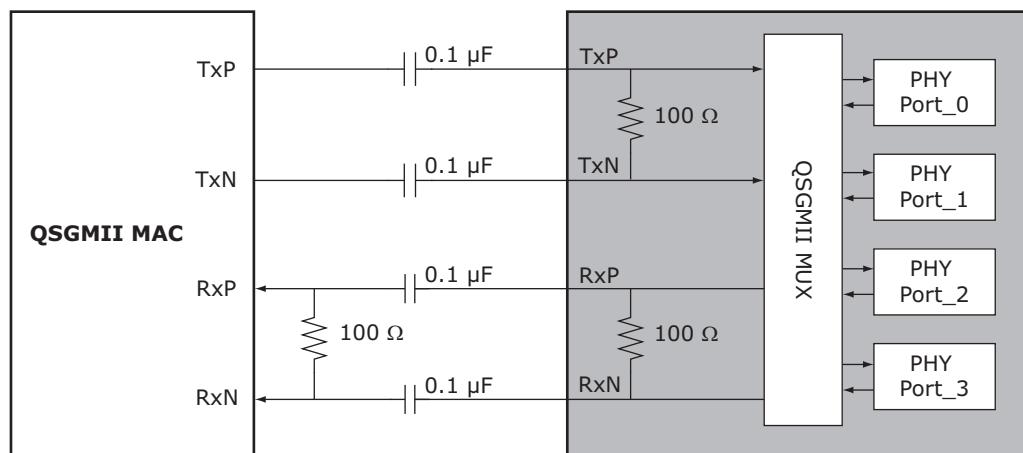 TxP
0.1 µF
TxP
100 Ω
TxN
0.1 µF
TxN
QSGMII MAC
RxP
0.1 µF
RxP
100 Ω
100 Ω
RxN
0.1 µF
RxN
QSGMII MUX
PHY
Port_0
PHY
Port_1
PHY
Port_2
PHY
Port_3